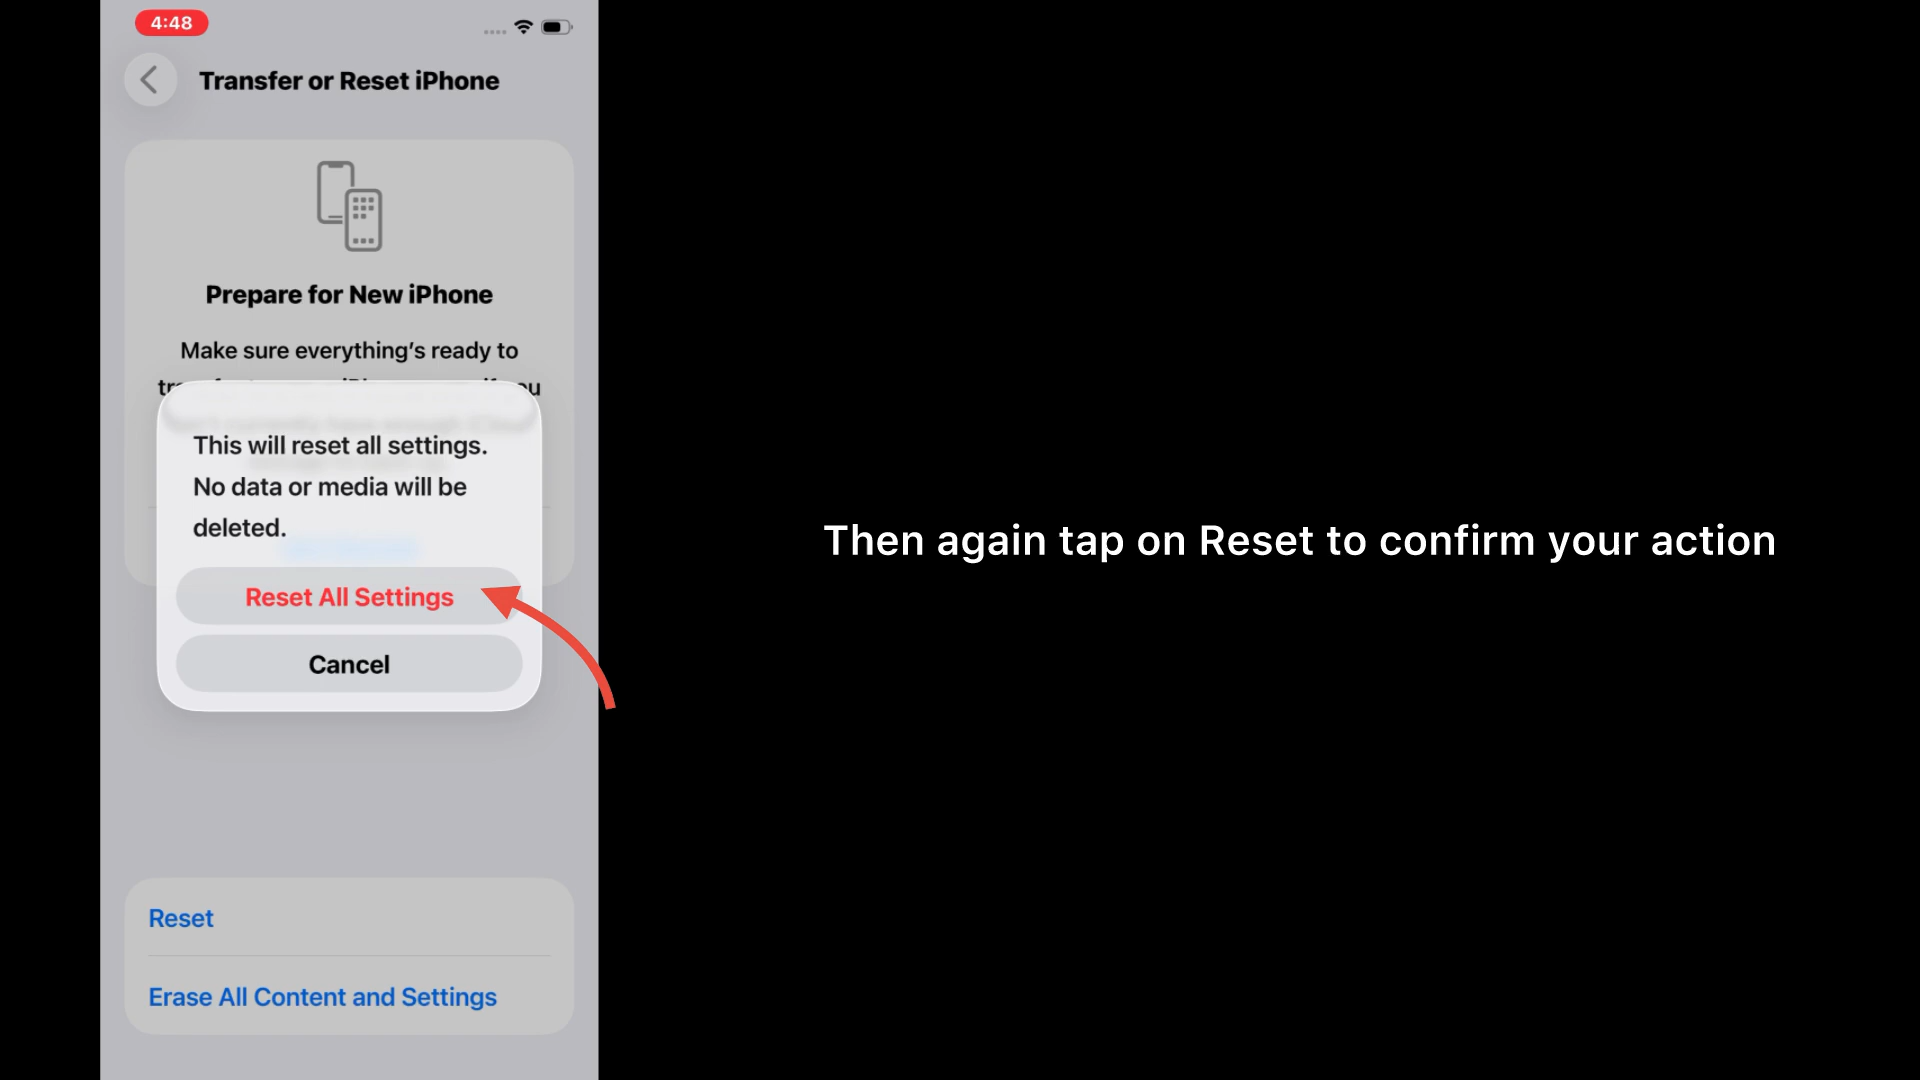 4:48
Transfer or Reset iPhone
Prepare for New iPhone
Make sure everything's ready to
This will reset all settings.
No data or media will be
deleted.
Reset All Settings
Cancel
Reset
Erase All Content and Settings
Then again tap on Reset to confirm your action